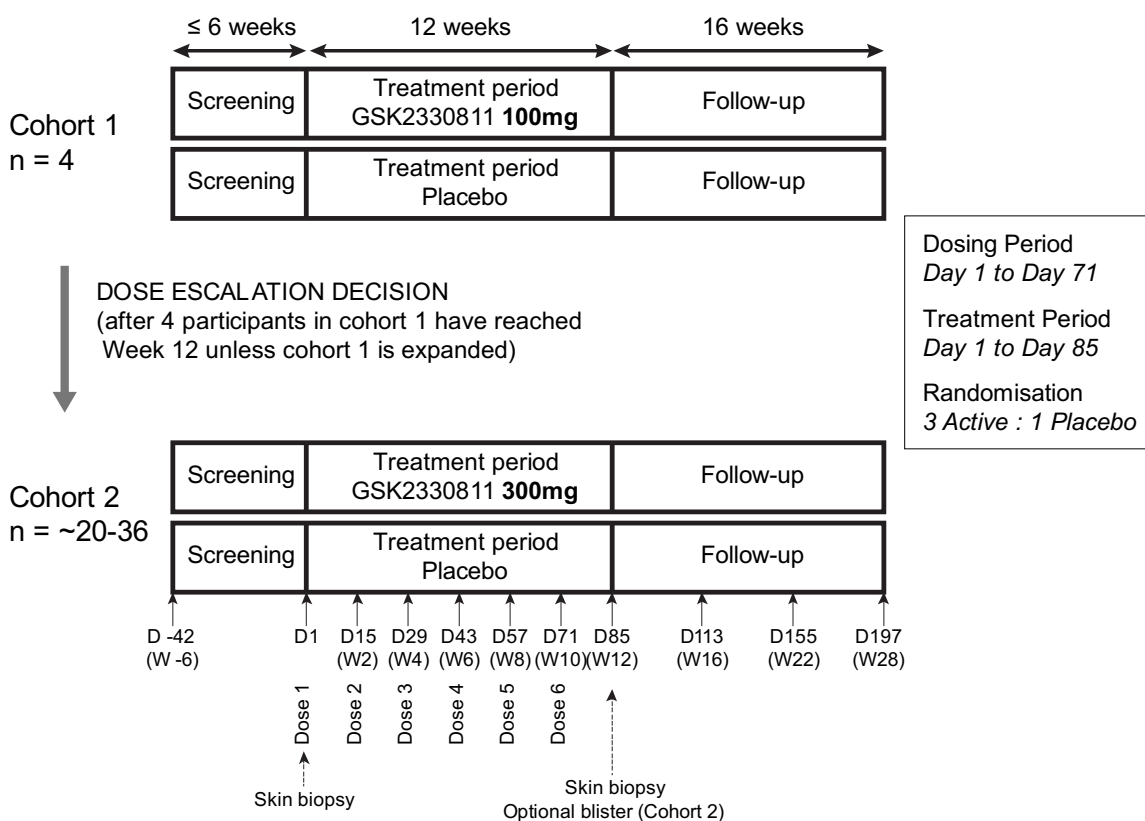 ≤ 6 weeks
12 weeks
16 weeks
Cohort 1
n = 4
Screening
Treatment period
GSK2330811 100mg
Follow-up
Screening
Treatment period
Placebo
Follow-up
DOSE ESCALATION DECISION
(after 4 participants in cohort 1 have reached
Week 12 unless cohort 1 is expanded)
Dosing Period
Day 1 to Day 71
Treatment Period
Day 1 to Day 85
Randomisation
3 Active : 1 Placebo
Cohort 2
n = ~20-36
Screening
Treatment period
GSK2330811 300mg
Follow-up
Screening
Treatment period
Placebo
Follow-up
D -42 D1 D15 D29 D43 D57 D71 D85 D113 D155 D197
(W -6) (W2) (W4) (W6) (W8) (W10) (W12) (W16) (W22) (W28)
Dose 1
Dose 2
Dose 3
Dose 4
Dose 5
Dose 6
Skin biopsy
Skin biopsy
Optional blister (Cohort 2)